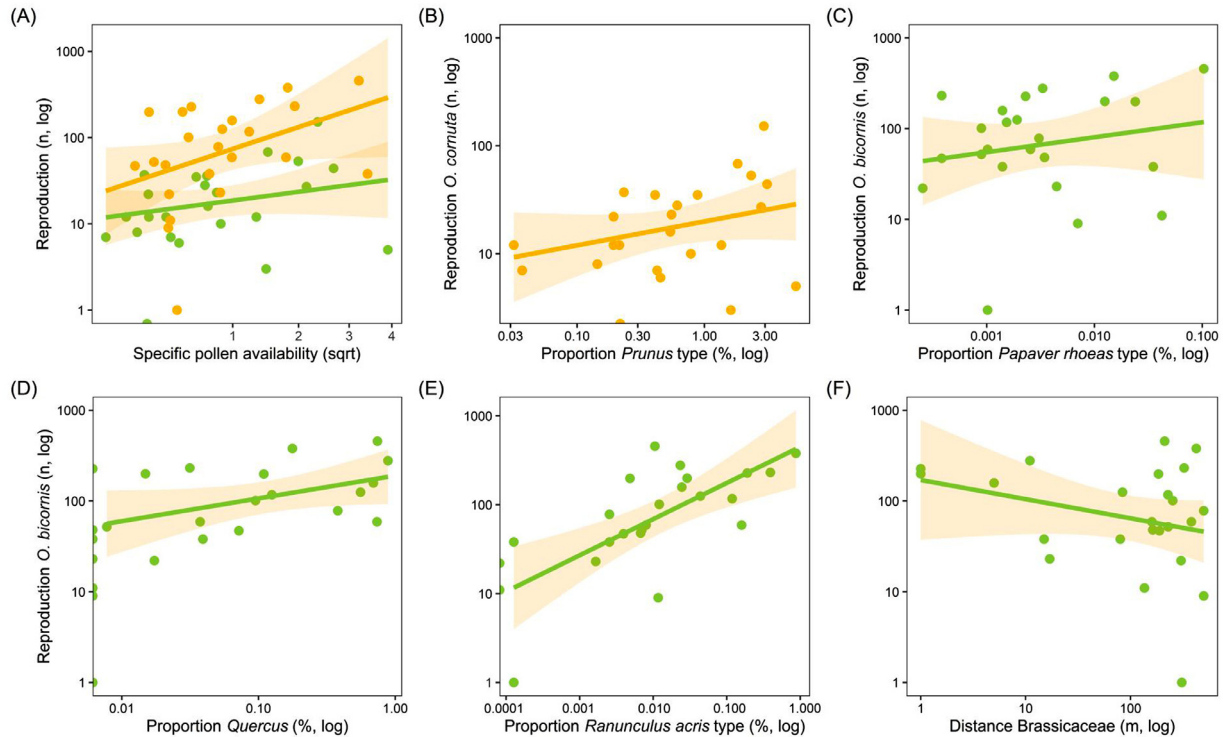 (A)
1000
100
10
1
Reproduction (n, log)
1 2 3 4
Specific pollen availability (sqrt)
(B)
1000
100
10
Reproduction O. cornuta (n, log)
0.03 0.10 0.30 1.00 3.00
Proportion Prunus type (%, log)
(C)
1000
100
10
1
Reproduction O. bicornis (n, log)
0.001 0.010 0.100
Proportion Papaver rhoeas type (%, log)
(D)
1000
100
10
1
Reproduction O. bicornis (n, log)
0.01 0.10 1.00
Proportion Quercus (%, log)
(E)
1000
100
10
1
0.0001 0.001 0.010 0.100 1.000
Proportion Ranunculus acris type (%, log)
(F)
1000
100
10
1
1 10 100
Distance Brassicaceae (m, log)